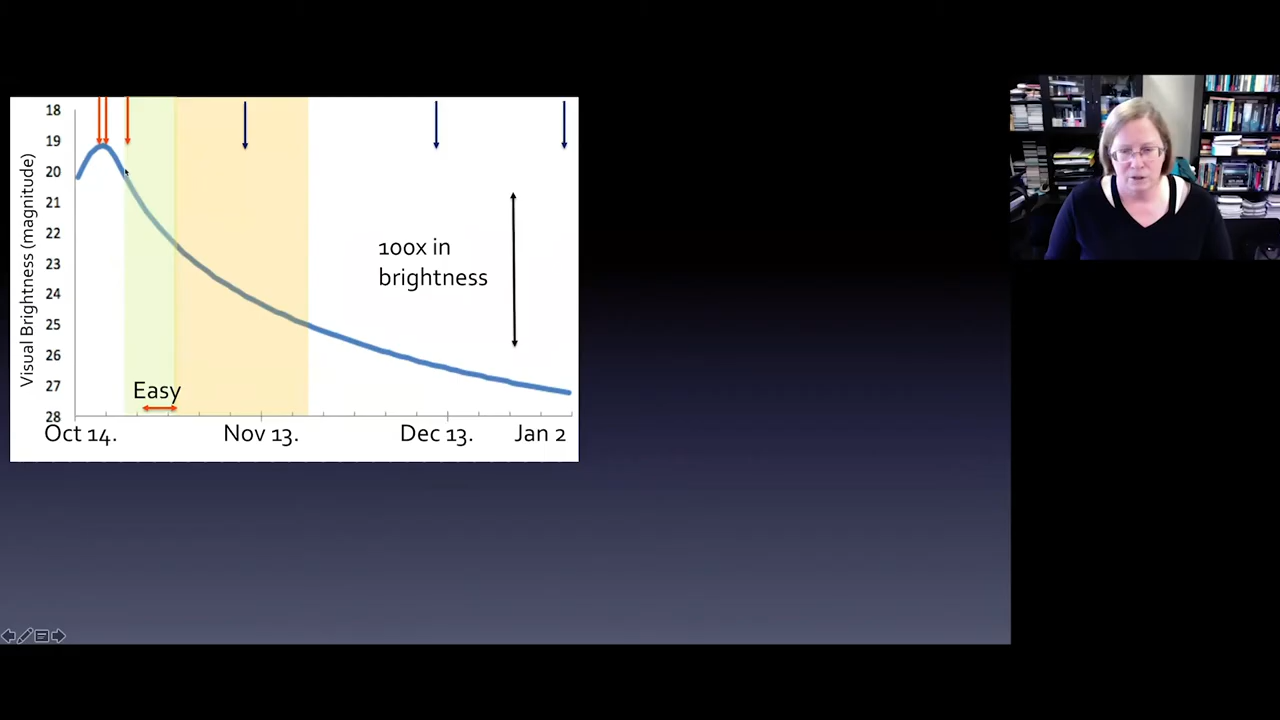 18
19
20
21
22
23
24
25
26
27
28
Visual Brightness (magnitude)
100x in
brightness
Easy
Oct 14. Nov 13. Dec 13. Jan 2